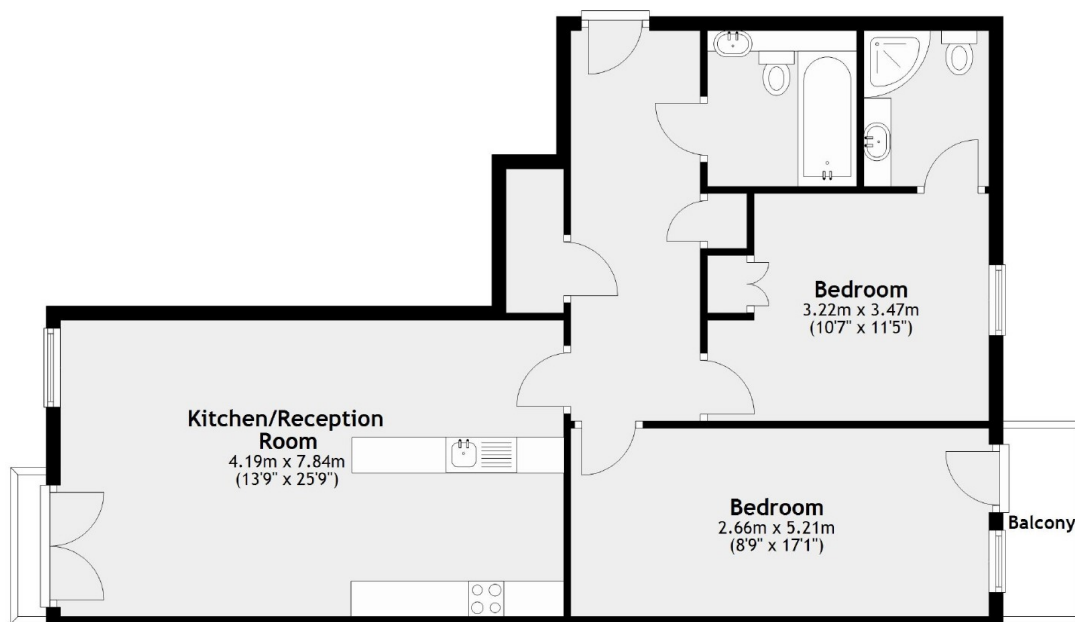 Bedroom
3.22m x 3.47m
(10'7" x 11'5")
Kitchen/Reception
Room
4.19m x 7.84m
(13'9" x 25'9")
Bedroom
2.66m x 5.21m
(8'9" x 17'1")
Balcony